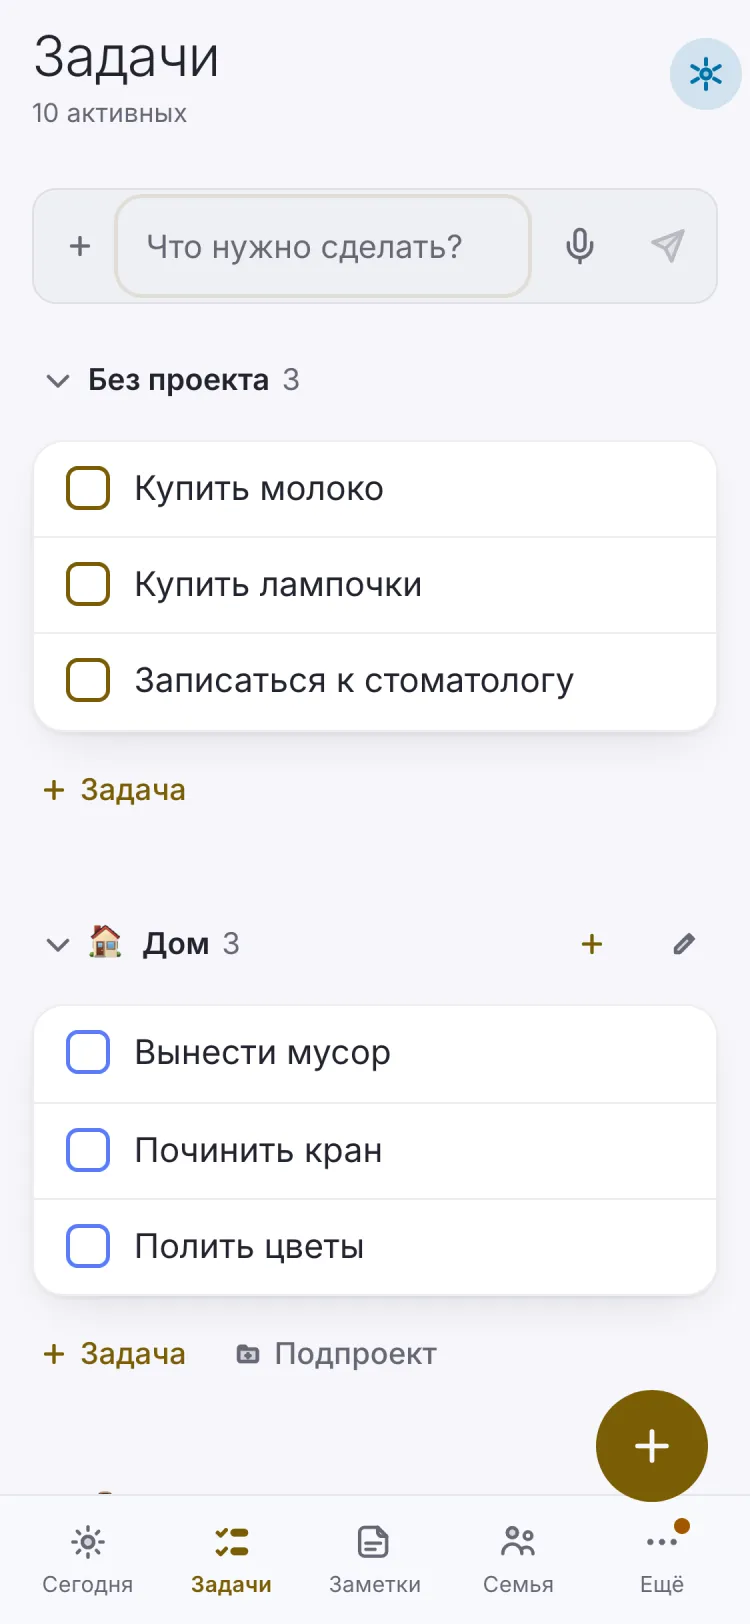 Задачи
10 активных
Что нужно сделать?
Без проекта 3
Купить молоко
Купить лампочки
Записаться к стоматологу
+ Задача
Дом 3
Вынести мусор
Починить кран
Полить цветы
+ Задача Подпроект
Сегодня Задачи Заметки Семья Ещё